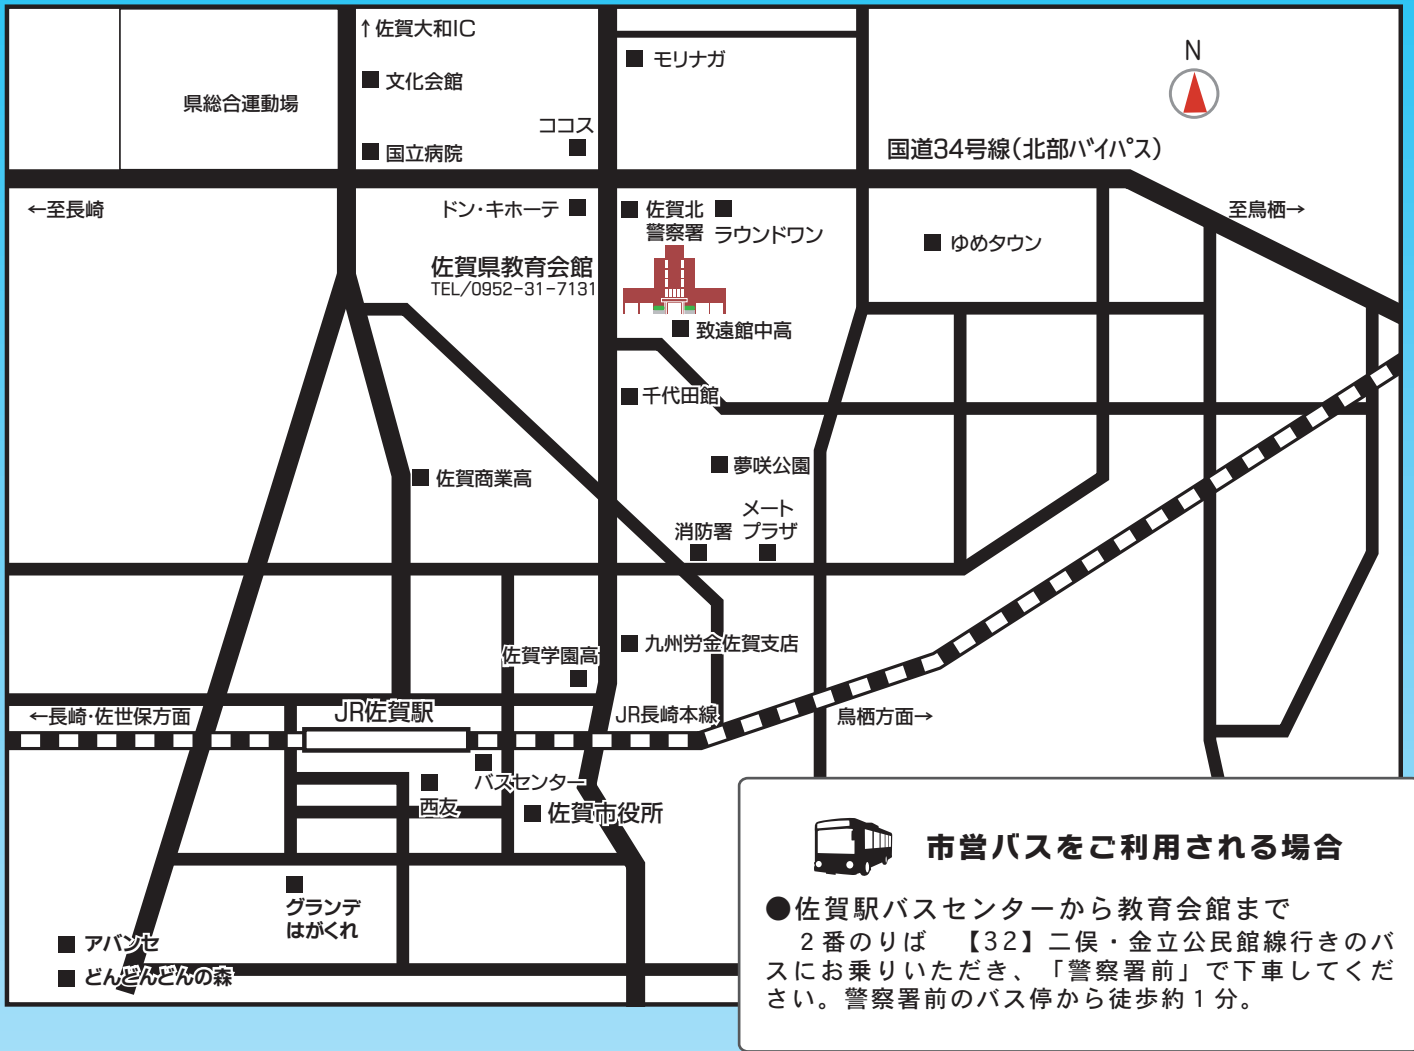 ↑佐賀大和IC
N
モリナガ
文化会館
県総合運動場
ココス
国立病院
国道34号線(北部バイパス)
←至長崎
ドン・キホーテ
佐賀北
警察署
ラウンドワン
至鳥栖→
ゆめタウン
佐賀県教育会館
TEL/0952-31-7131
致遠館中高
千代田館
夢咲公園
佐賀商業高
メート
プラザ
消防署
九州労金佐賀支店
佐賀学園高
←長崎・佐世保方面
JR佐賀駅
JR長崎本線
鳥栖方面→
バスセンター
西友
佐賀市役所
グランデ
はがくれ
アバンセ
どんどんどんの森
市営バスをご利用される場合
●佐賀駅バスセンターから教育会館まで
2番のりば 【32】二俣・金立公民館線行きのバ
スにお乗りいただき、「警察署前」で下車してくだ
さい。警察署前のバス停から徒歩約1分。